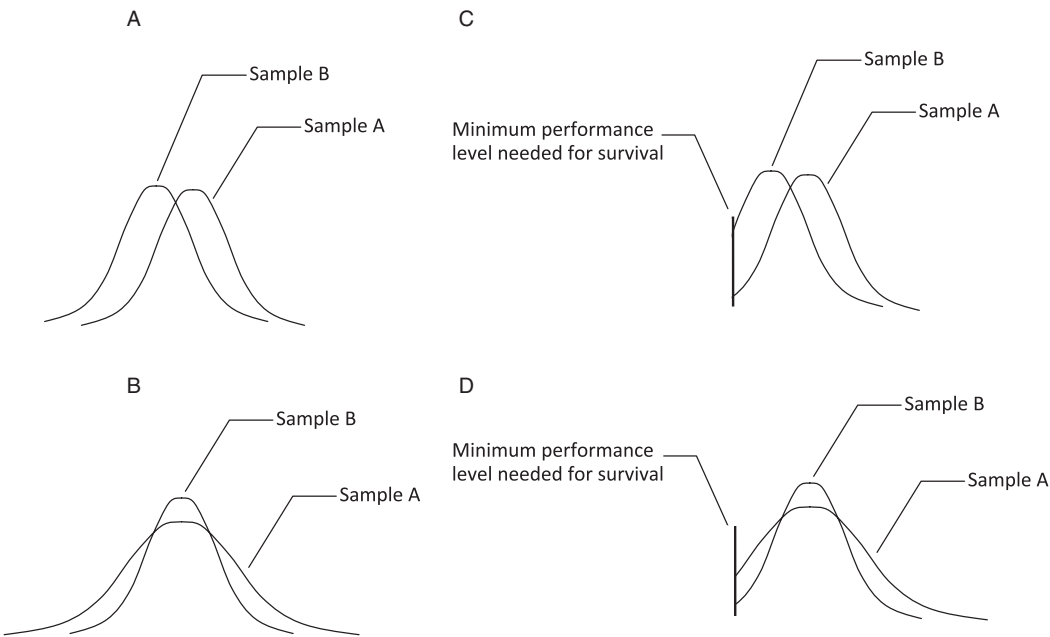 A
Sample B
Sample A
C
Sample B
Sample A
Minimum performance
level needed for survival
B
Sample B
Sample A
D
Sample B
Sample A
Minimum performance
level needed for survival